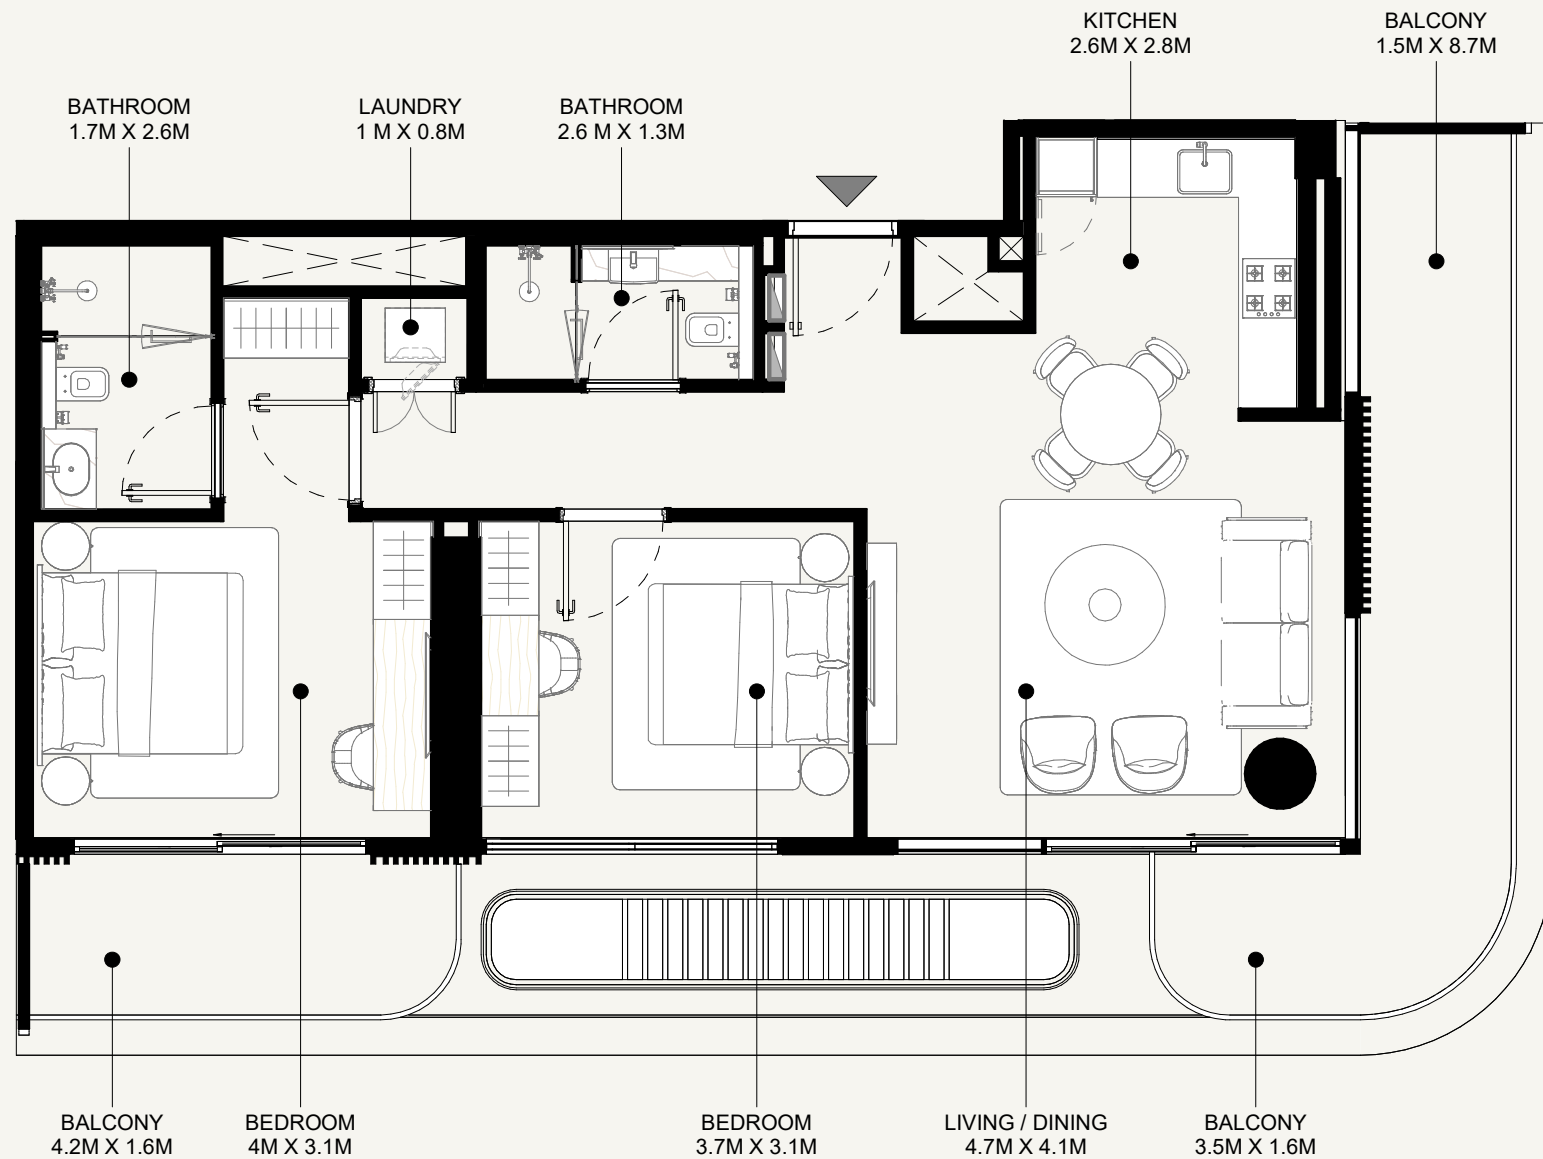 KITCHEN
2.6M X 2.8M
BALCONY
1.5M X 8.7M
BATHROOM
1.7M X 2.6M
LAUNDRY
1 M X 0.8M
BATHROOM
2.6 M X 1.3M
BALCONY
4.2M X 1.6M
BEDROOM
4M X 3.1M
BEDROOM
3.7M X 3.1M
LIVING / DINING
4.7M X 4.1M
BALCONY
3.5M X 1.6M